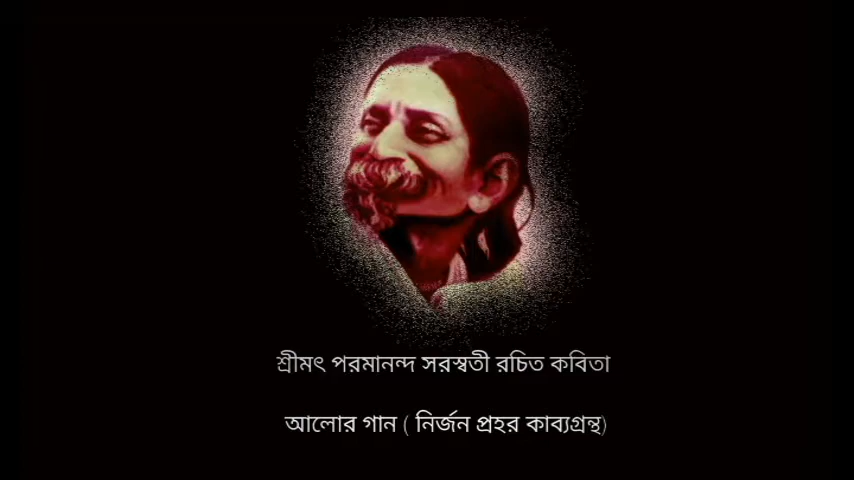 শ্রীমৎ পরমানন্দ সরস্বতী রচিত কবিতা
আলোর গান ( নির্জন প্রহর কাব্যগ্রন্থ)